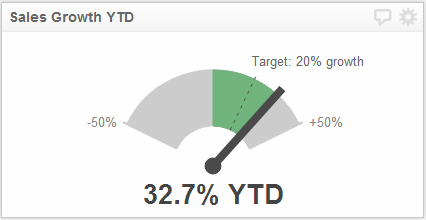 Sales Growth YTD
Target: 20% growth
-50%
+50%
32.7% YTD